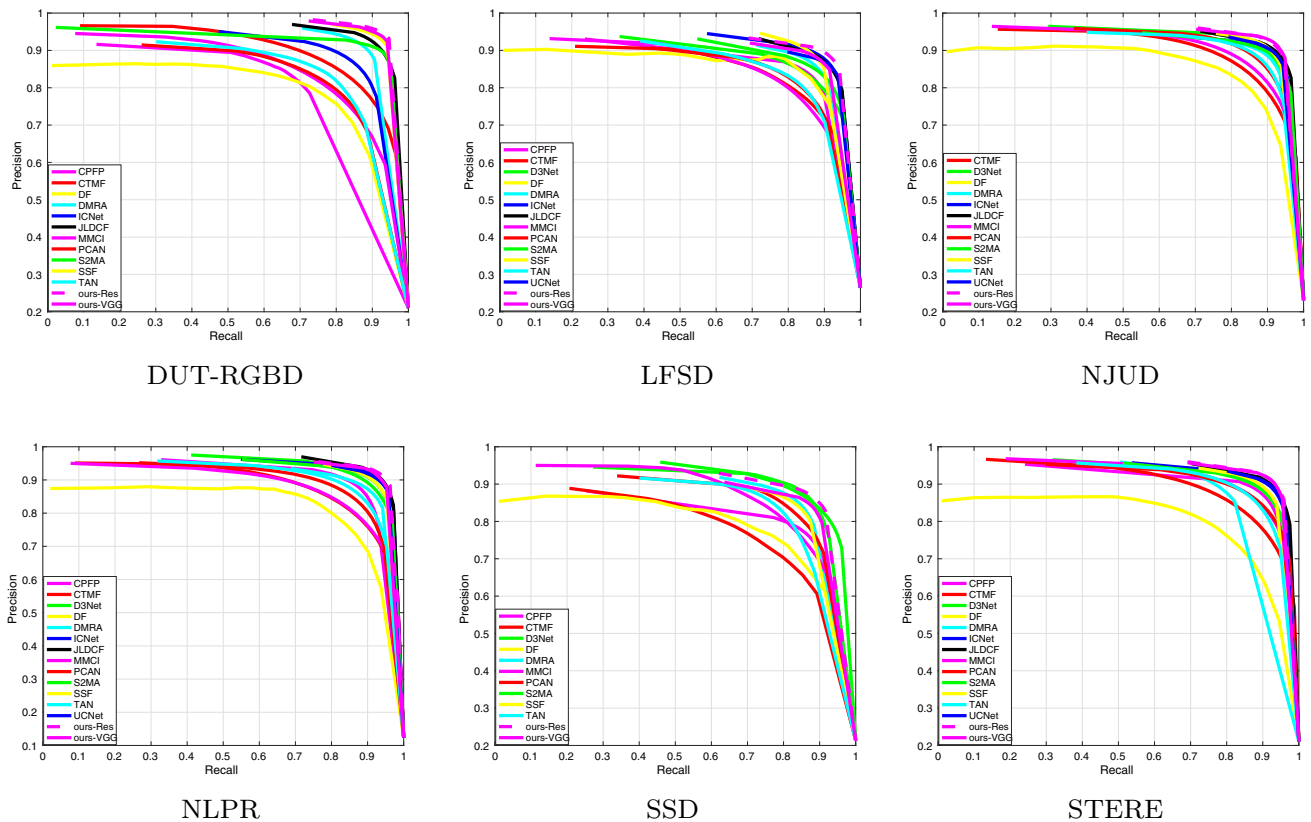 1
0.9
0.8
0.7
0.6
0.5
0.4
0.3
0.2
Precision
CPFP
CTMF
DF
DMRA
ICNet
JLDCF
MMCI
PCAN
S2MA
SSF
TAN
ours-Res
ours-VGG
0 0.1 0.2 0.3 0.4 0.5 0.6 0.7 0.8 0.9 1
Recall
DUT-RGBD
1
0.9
0.8
0.7
0.6
0.5
0.4
0.3
0.2
Precision
CPFP
CTMF
D3Net
DF
DMRA
ICNet
JLDCF
MMCI
PCAN
S2MA
SSF
TAN
UCNet
ours-Res
ours-VGG
0 0.1 0.2 0.3 0.4 0.5 0.6 0.7 0.8 0.9 1
Recall
LFSD
1
0.9
0.8
0.7
0.6
0.5
0.4
0.3
0.2
Precision
CTMF
D3Net
DF
DMRA
ICNet
JLDCF
MMCI
PCAN
S2MA
SSF
TAN
UCNet
ours-Res
ours-VGG
0 0.1 0.2 0.3 0.4 0.5 0.6 0.7 0.8 0.9 1
Recall
NJUD
1
0.9
0.8
0.7
0.6
0.5
0.4
0.3
0.2
0.1
Precision
CPFP
CTMF
D3Net
DF
DMRA
ICNet
JLDCF
MMCI
PCAN
S2MA
SSF
TAN
UCNet
ours-Res
ours-VGG
0 0.1 0.2 0.3 0.4 0.5 0.6 0.7 0.8 0.9 1
Recall
NLPR
1
0.9
0.8
0.7
0.6
0.5
0.4
0.3
0.2
Precision
CPFP
CTMF
D3Net
DF
DMRA
MMCI
PCAN
S2MA
SSF
TAN
ours-Res
ours-VGG
0 0.1 0.2 0.3 0.4 0.5 0.6 0.7 0.8 0.9 1
Recall
SSD
1
0.9
0.8
0.7
0.6
0.5
0.4
0.3
0.2
Precision
CPFP
CTMF
D3Net
DF
DMRA
ICNet
JLDCF
MMCI
PCAN
S2MA
SSF
TAN
UCNet
ours-Res
ours-VGG
0 0.1 0.2 0.3 0.4 0.5 0.6 0.7 0.8 0.9 1
Recall
STERE